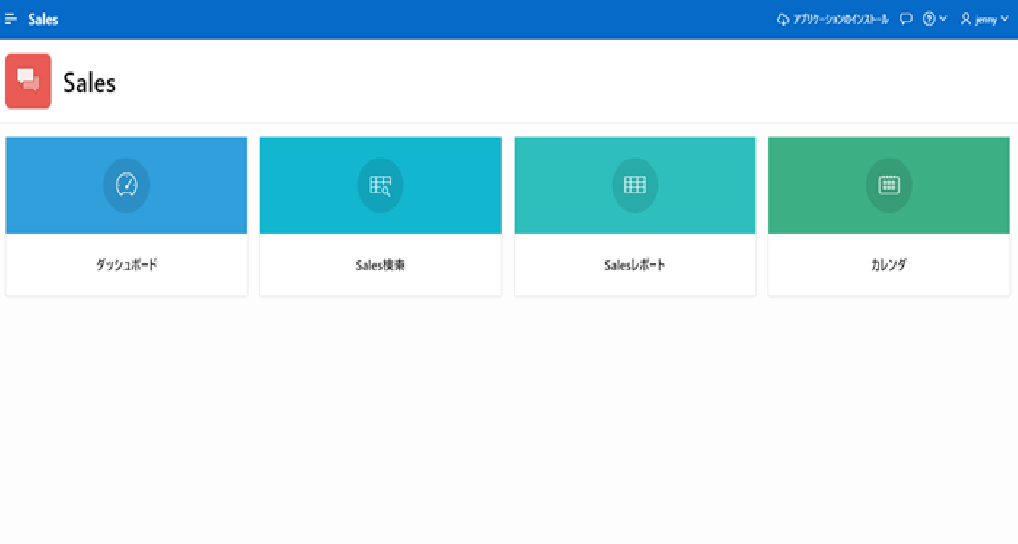 Sales
アプリケーションのインストール
jenny
Sales
ダッシュボード
Sales検索
Salesレポート
カレンダ